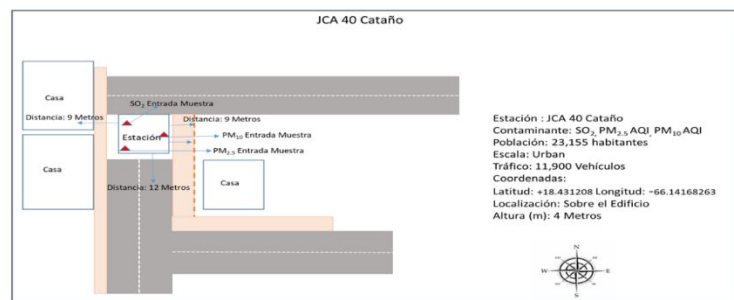 JCA 40 Cataño
Casa
SO₂ Entrada Muestra
Distancia: 9 Metros
Distancia: 9 Metros
Estación
PM₁₀ Entrada Muestra
PM₂.₅ Entrada Muestra
Casa
Casa
Distancia: 12 Metros
Estación : JCA 40 Cataño
Contaminante: SO₂, PM₂.₅ AQI, PM₁₀ AQI
Población: 23,155 habitantes
Escala: Urban
Tráfico: 11,900 Vehículos
Coordenadas:
Latitud: +18.431208 Longitud: -66.14168263
Localización: Sobre el Edificio
Altura (m): 4 Metros
N
W
E
S